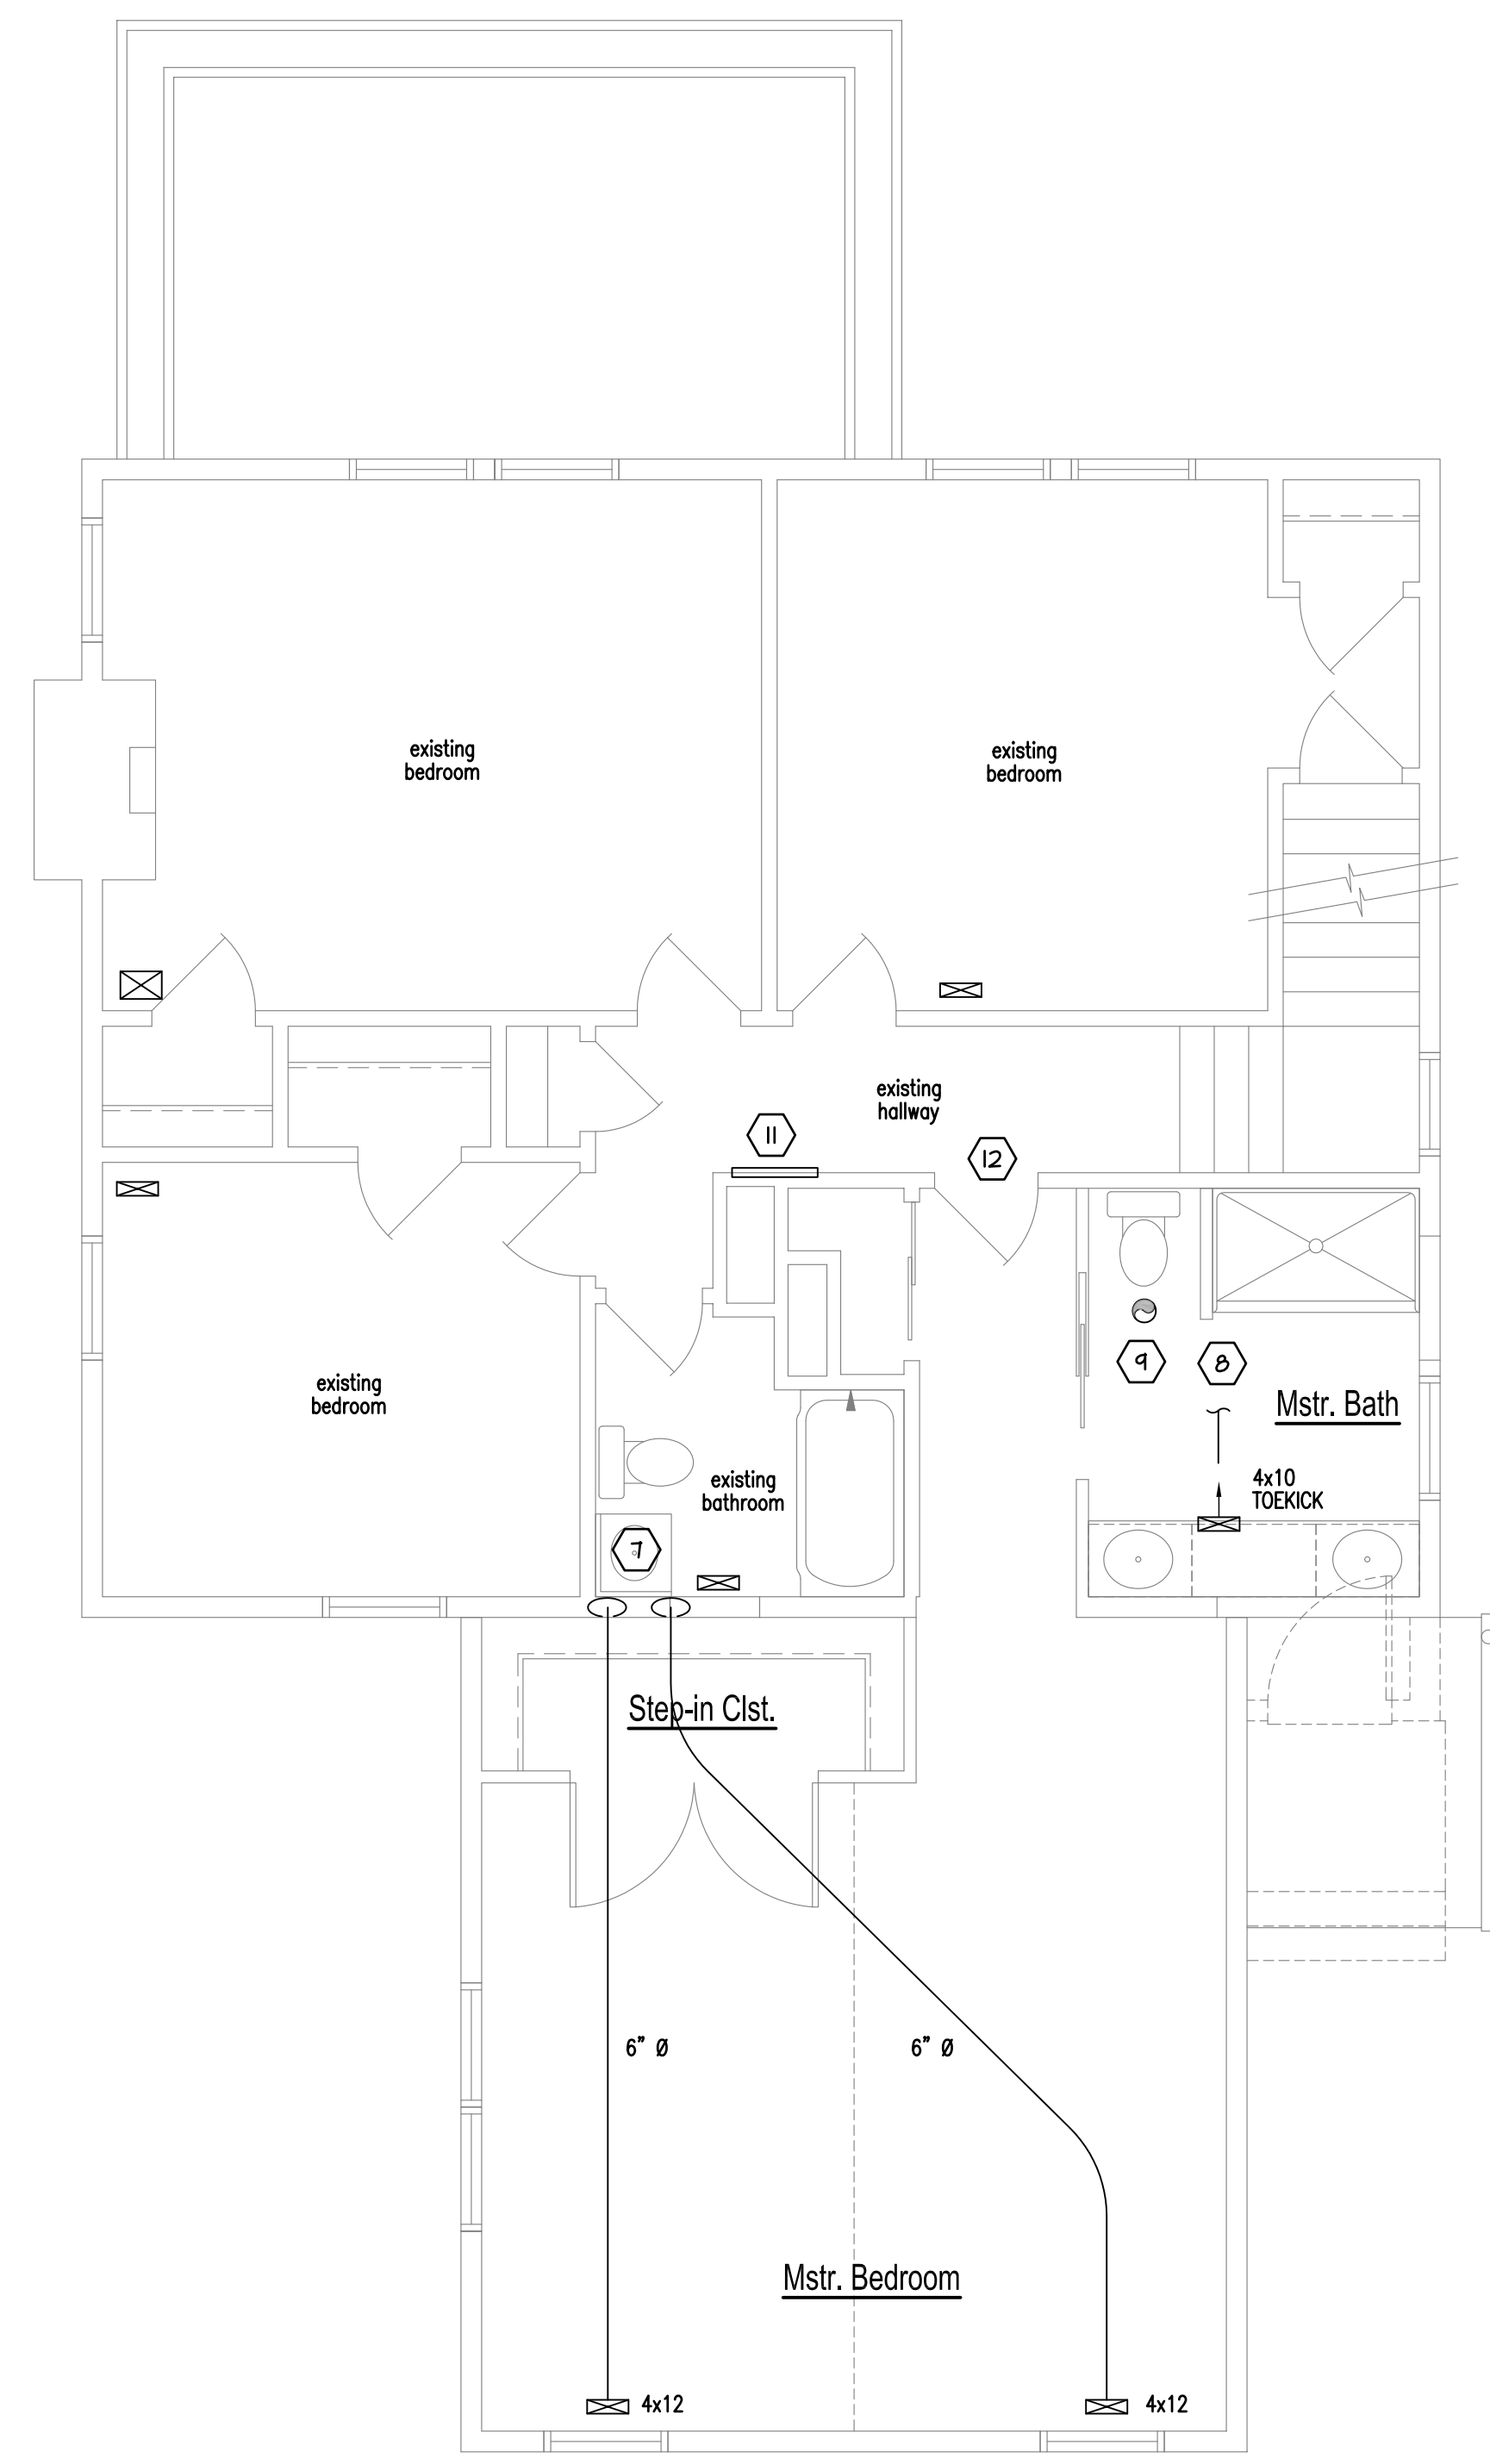 existing
bedroom
existing
bedroom
existing
hallway
11
12
existing
bedroom
9
8
Mstr. Bath
4x10
TOEKICK
existing
bathroom
7
Step-in Clst.
6” Ø
6” Ø
Mstr. Bedroom
4x12
4x12